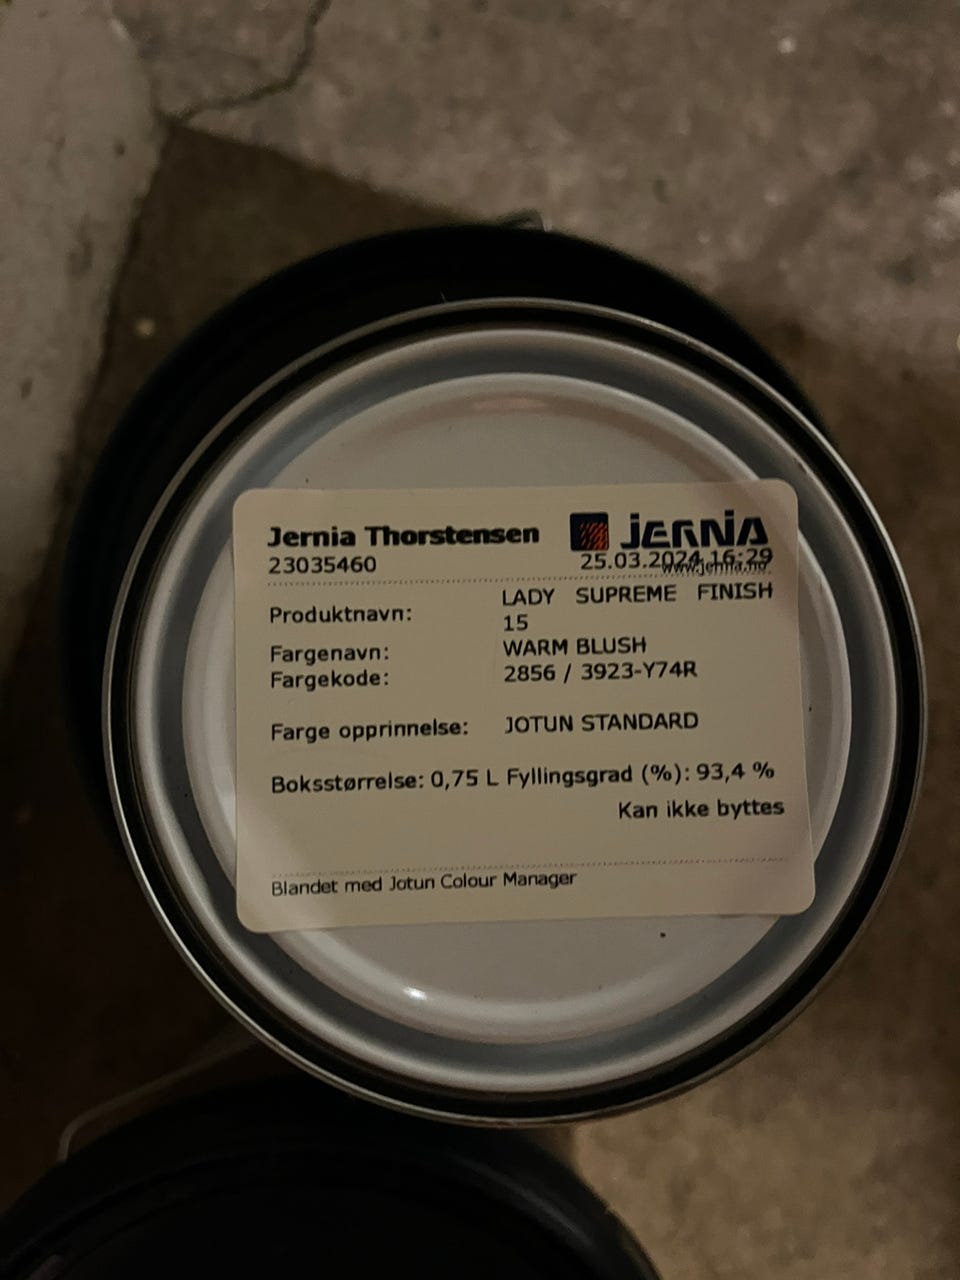 Jernia Thorstensen JERNIA
23035460 25.03.2024 16:29
www.jernia.no
Produktnavn: LADY SUPREME FINISH
15
Fargenavn: WARM BLUSH
Fargekode: 2856 / 3923-Y74R
Farge opprinnelse: JOTUN STANDARD
Boksstørrelse: 0,75 L Fyllingsgrad (%): 93,4 %
Kan ikke byttes
Blandet med Jotun Colour Manager